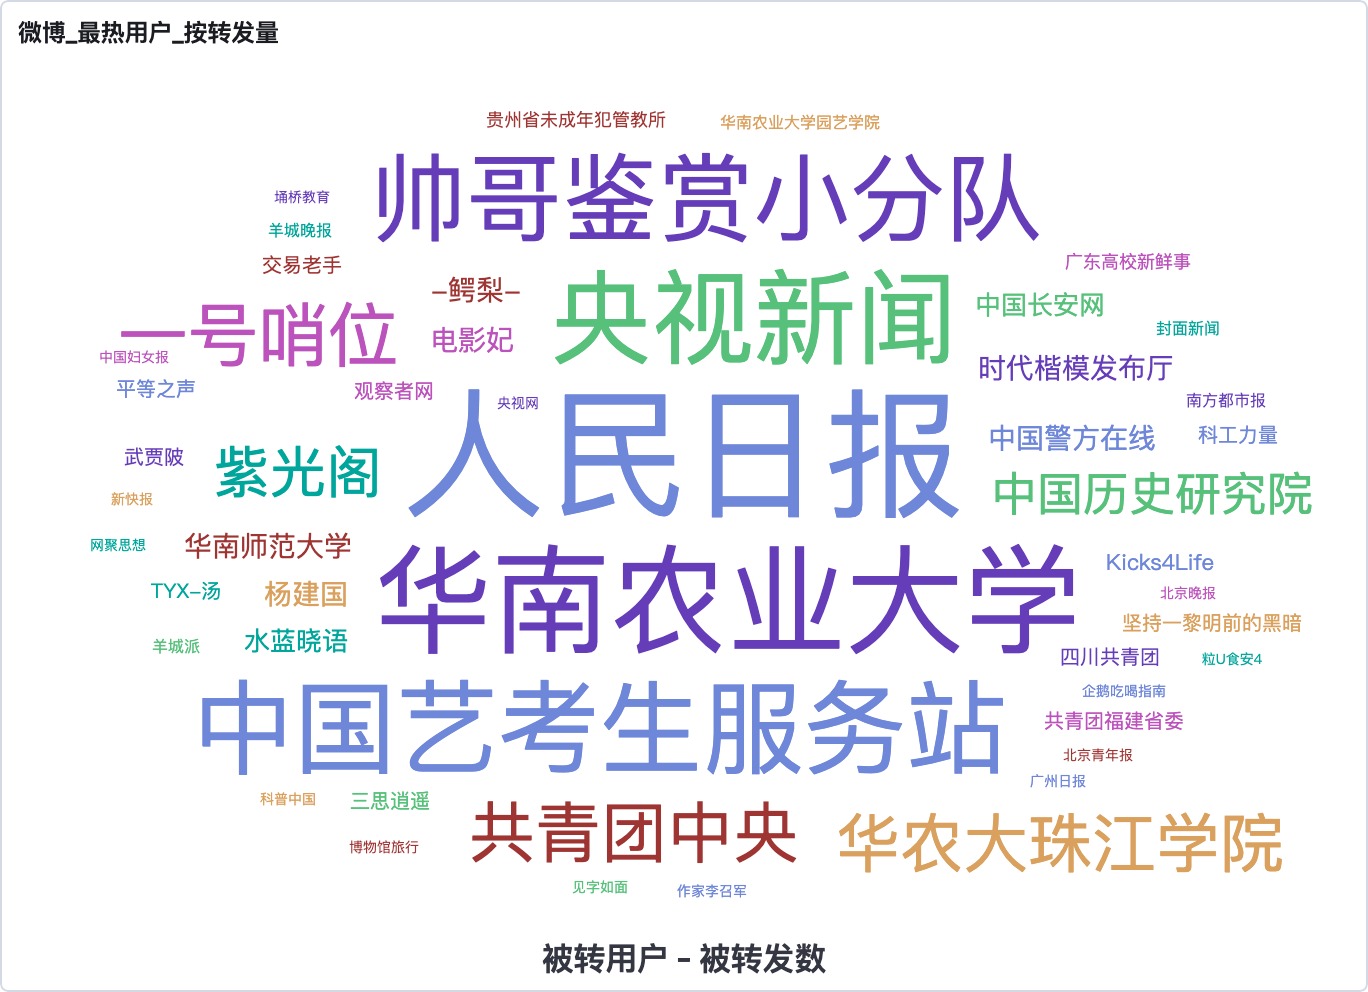 微博_最热用户_按转发量
贵州省未成年犯管教所
华南农业大学园艺学院
帅哥鉴赏小分队
埇桥教育
羊城晚报
交易老手
广东高校新鲜事
-鳄梨-
央视新闻
中国长安网
一号哨位
电影妃
封面新闻
中国妇女报
时代楷模发布厅
平等之声
观察者网
央视网
南方都市报
人民日报
中国警方在线
科工力量
武贾陂
紫光阁
中国历史研究院
新快报
网聚思想
华南师范大学
华南农业大学
Kicks4Life
TYX-汤
杨建国
北京晚报
坚持一黎明前的黑暗
羊城派
水蓝晓语
四川共青团
粒U食安4
企鹅吃喝指南
中国艺考生服务站
共青团福建省委
北京青年报
广州日报
科普中国
三思逍遥
共青团中央
华农大珠江学院
博物馆旅行
见字如面
作家李召军
被转用户 - 被转发数